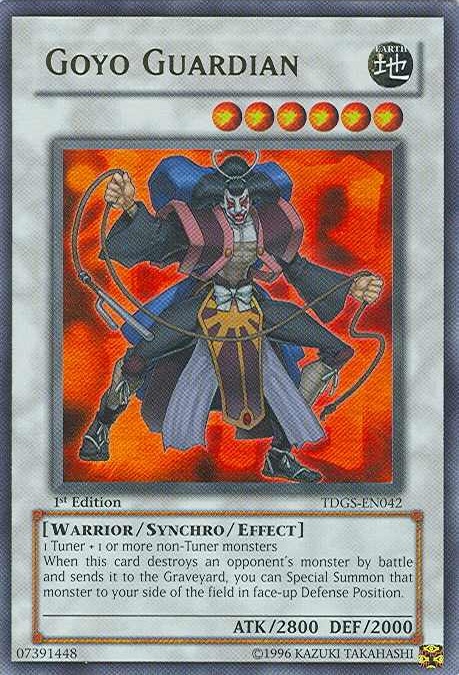 GOYO GUARDIAN
EARTH
地
1st Edition
TDGS-EN042
[WARRIOR/SYNCHRO/EFFECT]
1 Tuner + 1 or more non-Tuner monsters
When this card destroys an opponent's monster by battle
and sends it to the Graveyard, you can Special Summon that
monster to your side of the field in face-up Defense Position.
ATK/2800 DEF/2000
07391448
©1996 KAZUKI TAKAHASHI